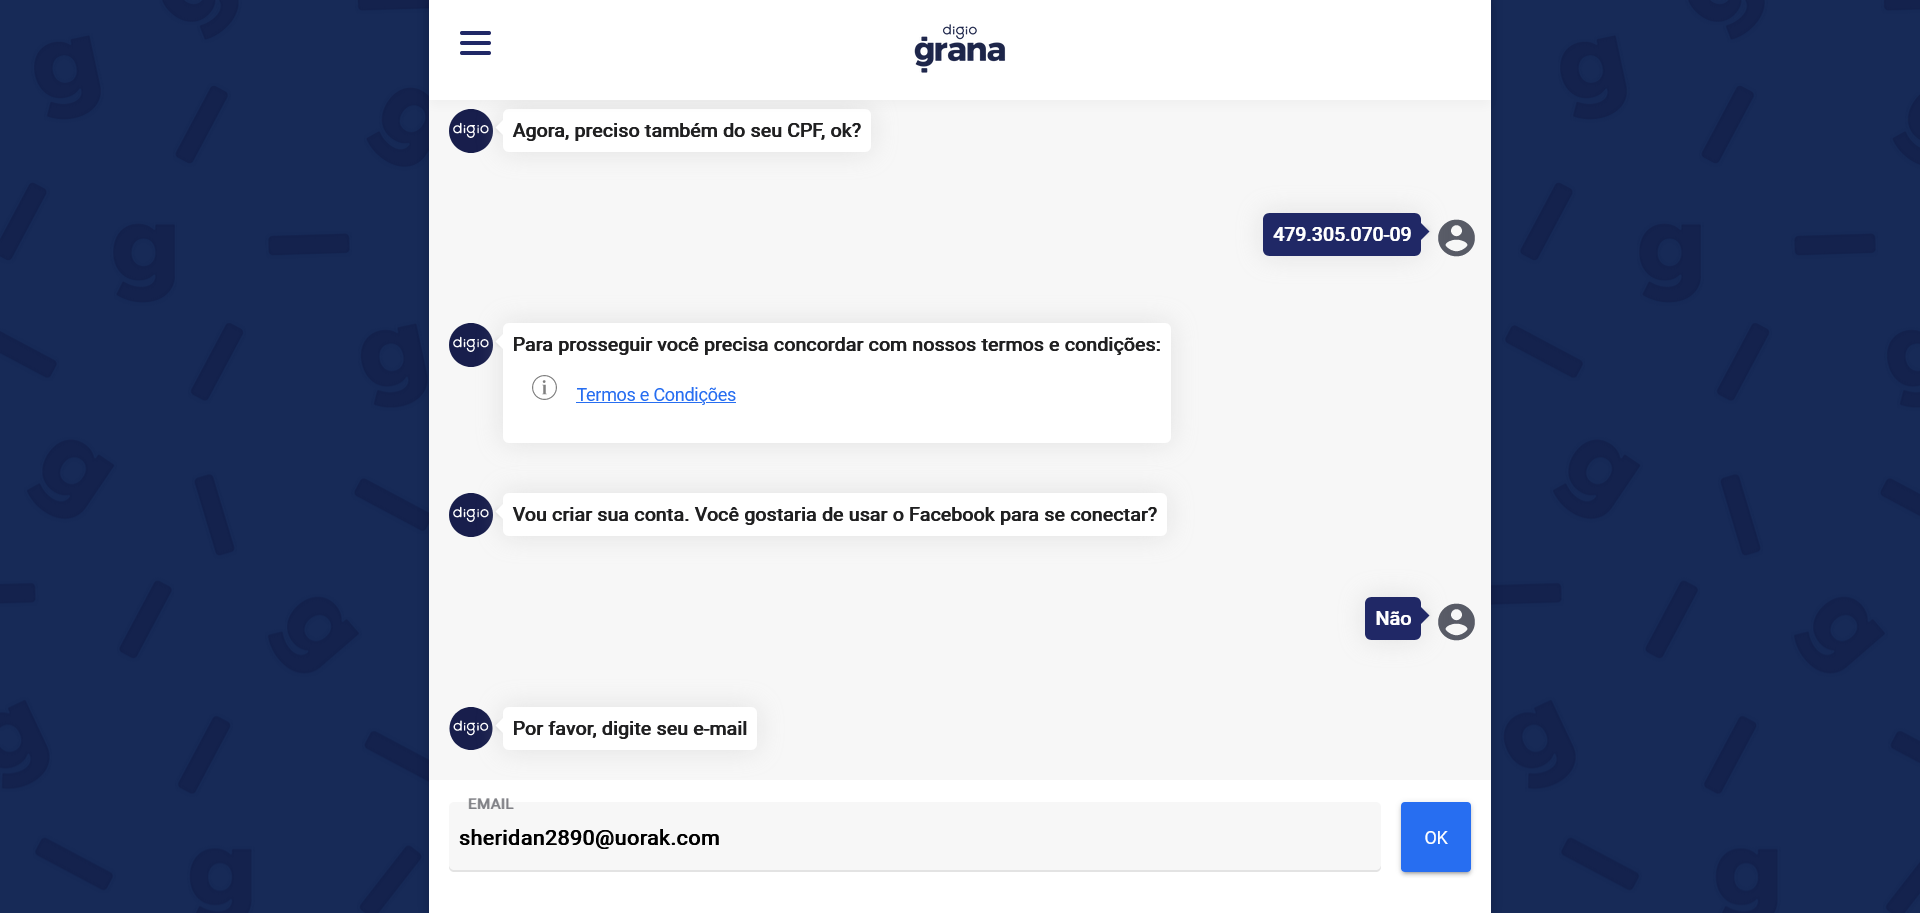 digio
grana
digio
Agora, preciso também do seu CPF, ok?
479.305.070-09
digio
Para prosseguir você precisa concordar com nossos termos e condições:
Termos e Condições
digio
Vou criar sua conta. Você gostaria de usar o Facebook para se conectar?
Não
digio
Por favor, digite seu e-mail
EMAIL
sheridan2890@uorak.com
OK